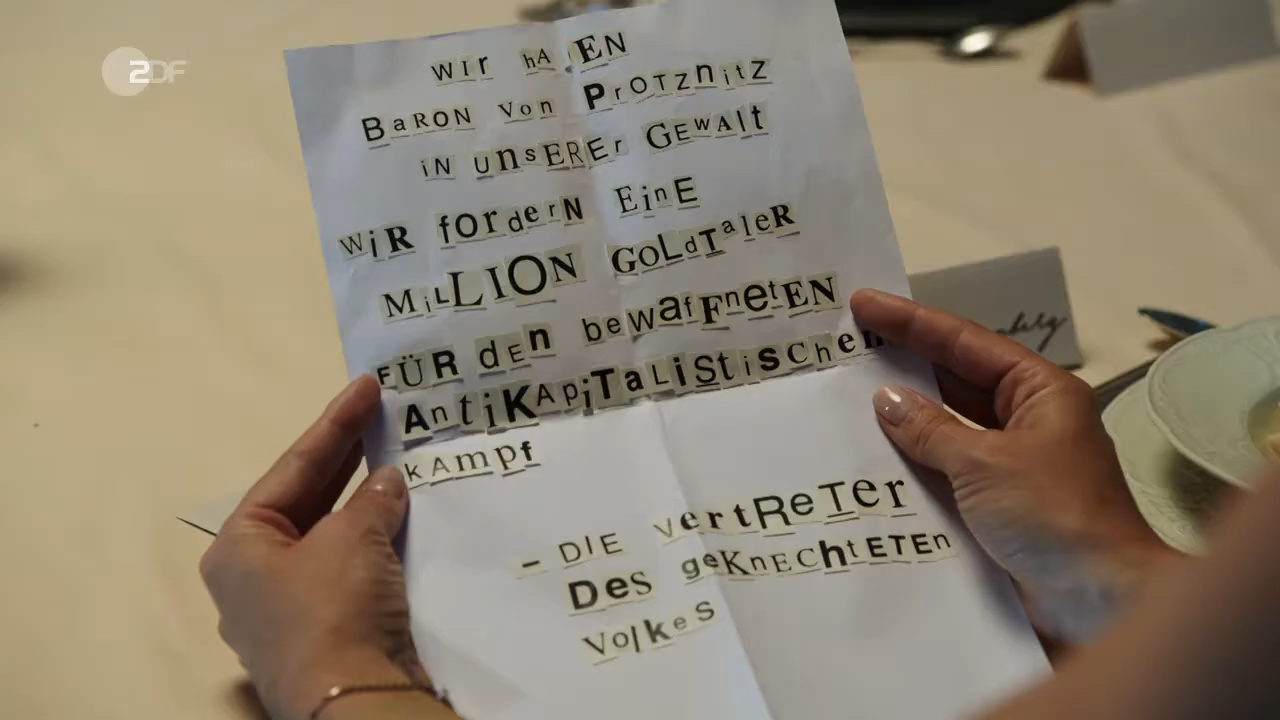 ZDF
WIr hA EN
BaRON Von PrOTZnitZ
iN unsEREr GEwAlt
WiR fordeRN EinE
MiLLION GOLdTaleR
FÜR dEn bewafFnetEN
AntiKApiTaLiStisChen
kAmpf
– DIE vertReTer
Des geKnEChtETEn
VolkeS